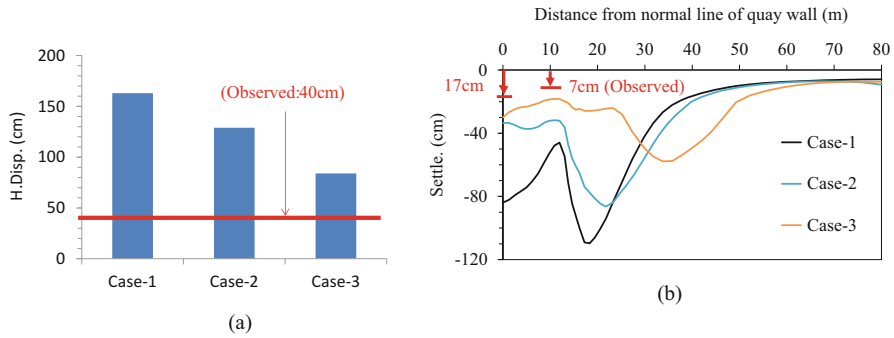 200
150
100
50
0
H.Disp. (cm)
(Observed:40cm)
Case-1 Case-2 Case-3
(a)
Distance from normal line of quay wall (m)
0 10 20 30 40 50 60 70 80
0
-40
-80
-120
Settle. (cm)
17cm
7cm (Observed)
Case-1
Case-2
Case-3
(b)